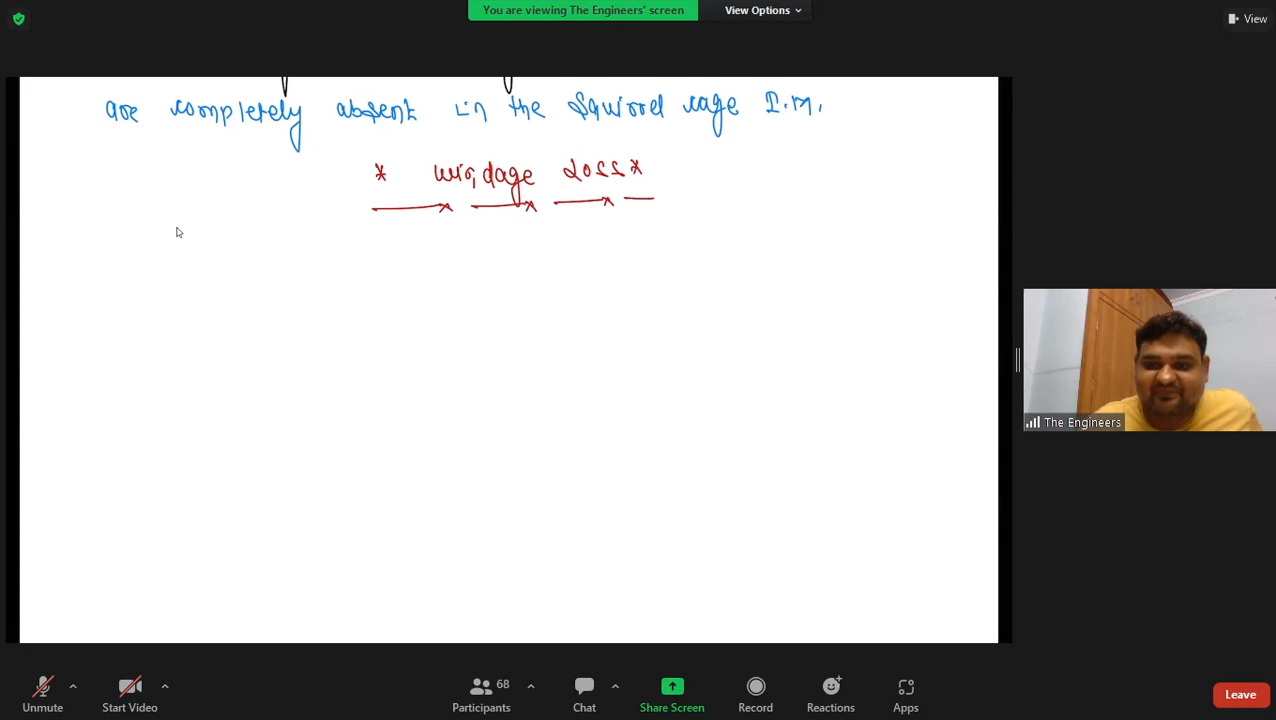 You are viewing The Engineers' screen
View Options
View
are completely absent in the Squirrel cage I.M.
* windage Loss *
The Engineers
Unmute
Start Video
68
Participants
Chat
Share Screen
Record
Reactions
Apps
Leave